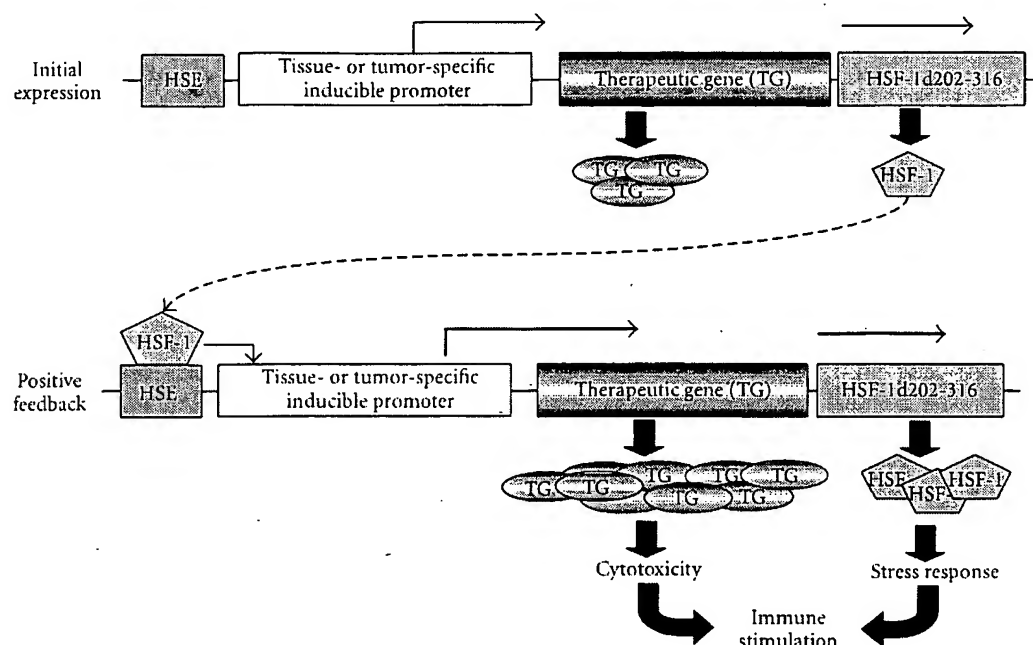 Initial
expression
HSE
Tissue- or tumor-specific
inducible promoter
Therapeutic gene (TG)
HSF-1d202-316
TG
TG
TG
HSF-1
HSF-1
Positive
feedback
HSE
Tissue- or tumor-specific
inducible promoter
Therapeutic gene (TG)
HSF-1d202-316
TG
TG
TG
TG
TG
TG
TG
HSF
HSF-
HSF-1
Cytotoxicity
Stress response
Immune
stimulation